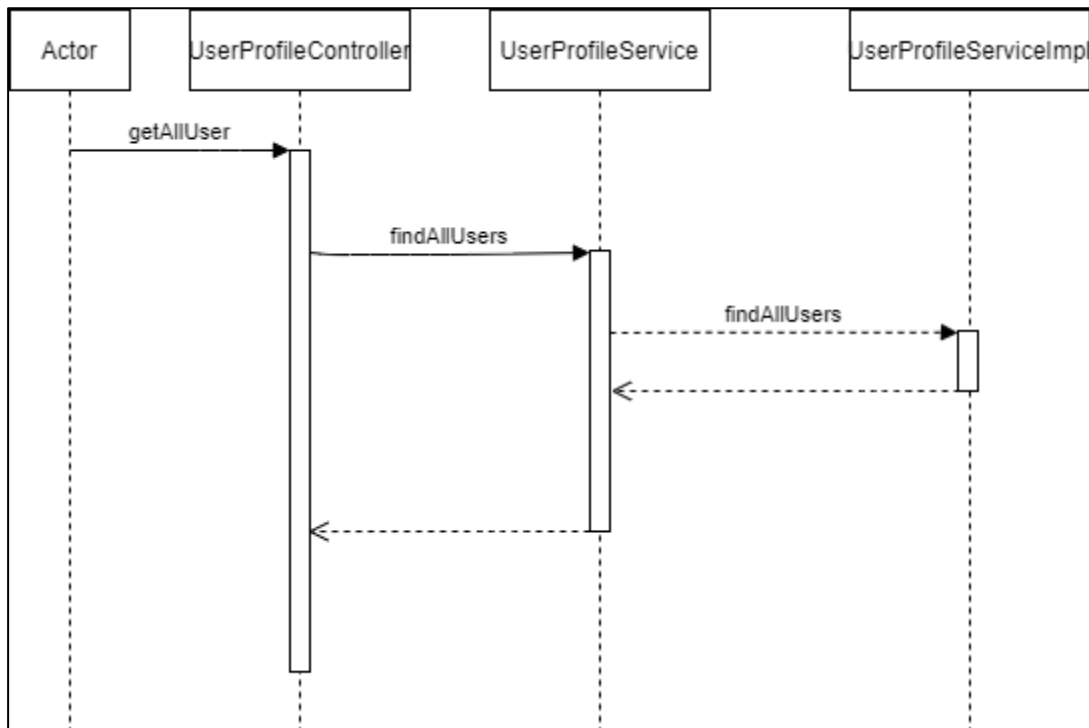 Actor
UserProfileController
UserProfileService
UserProfileServiceImpl
getAllUser
findAllUsers
findAllUsers